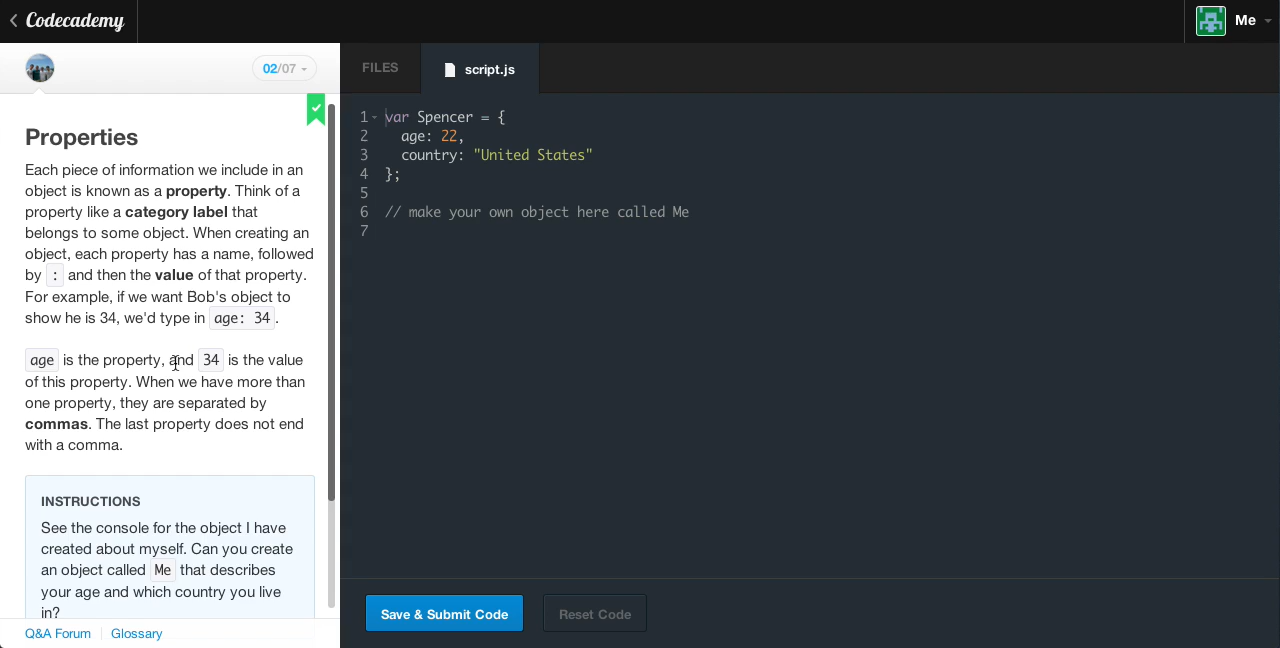 Codecademy
Me
02/07
FILES
script.js
Properties
Each piece of information we include in an
object is known as a property. Think of a
property like a category label that
belongs to some object. When creating an
object, each property has a name, followed
by : and then the value of that property.
For example, if we want Bob's object to
show he is 34, we'd type in age: 34.
age is the property, and 34 is the value
of this property. When we have more than
one property, they are separated by
commas. The last property does not end
with a comma.
INSTRUCTIONS
See the console for the object I have
created about myself. Can you create
an object called Me that describes
your age and which country you live
in?
Q&A Forum
Glossary
1 var Spencer = {
2 age: 22,
3 country: "United States"
4 };
5
6 // make your own object here called Me
7
Save & Submit Code
Reset Code